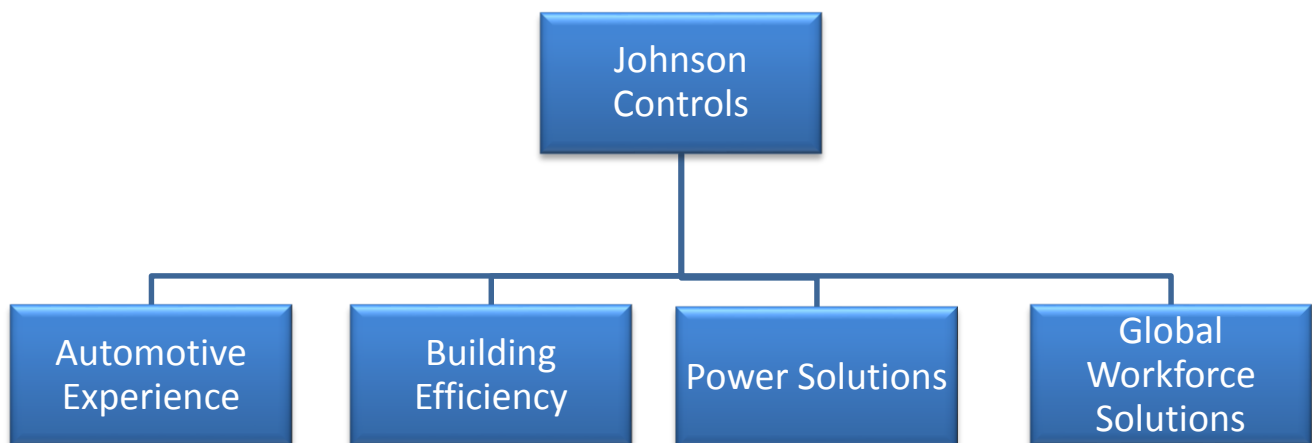 Johnson
Controls
Automotive
Experience
Building
Efficiency
Power Solutions
Global
Workforce
Solutions